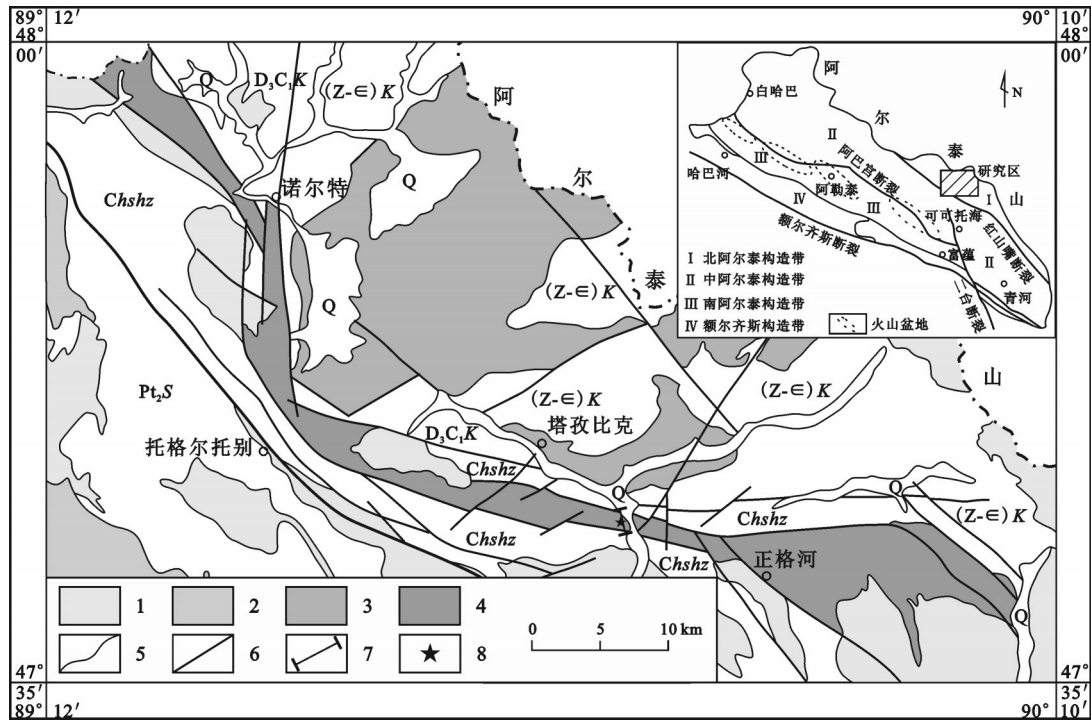 89° 12′
90° 10′
48°
00′
48°
00′
Q
D₃C₁K
(Z-∈)K
阿
Chshz
诺尔特
Q
尔
(Z-∈)K
泰
Q
Pt₂S
(Z-∈)K
(Z-∈)K
山
D₃C₁K
塔孜比克
托格尔托别
Chshz
Q
Q
Chshz
(Z-∈)K
Chshz
Chshz
正格河
Q
白哈巴
阿
尔
泰
山
N
Ⅱ
阿巴宫断裂
研究区
Ⅲ
哈巴河
阿勒泰
Ⅰ
Ⅳ
Ⅲ
可可托海
红山嘴断裂
额尔齐斯断裂
富蕴
Ⅱ
青河
二台断裂
Ⅰ 北阿尔泰构造带
Ⅱ 中阿尔泰构造带
Ⅲ 南阿尔泰构造带
Ⅳ 额尔齐斯构造带
火山盆地
1 2 3 4
5 6 7 8
0 5 10 km
47°
35′
89° 12′
47°
35′
90° 10′